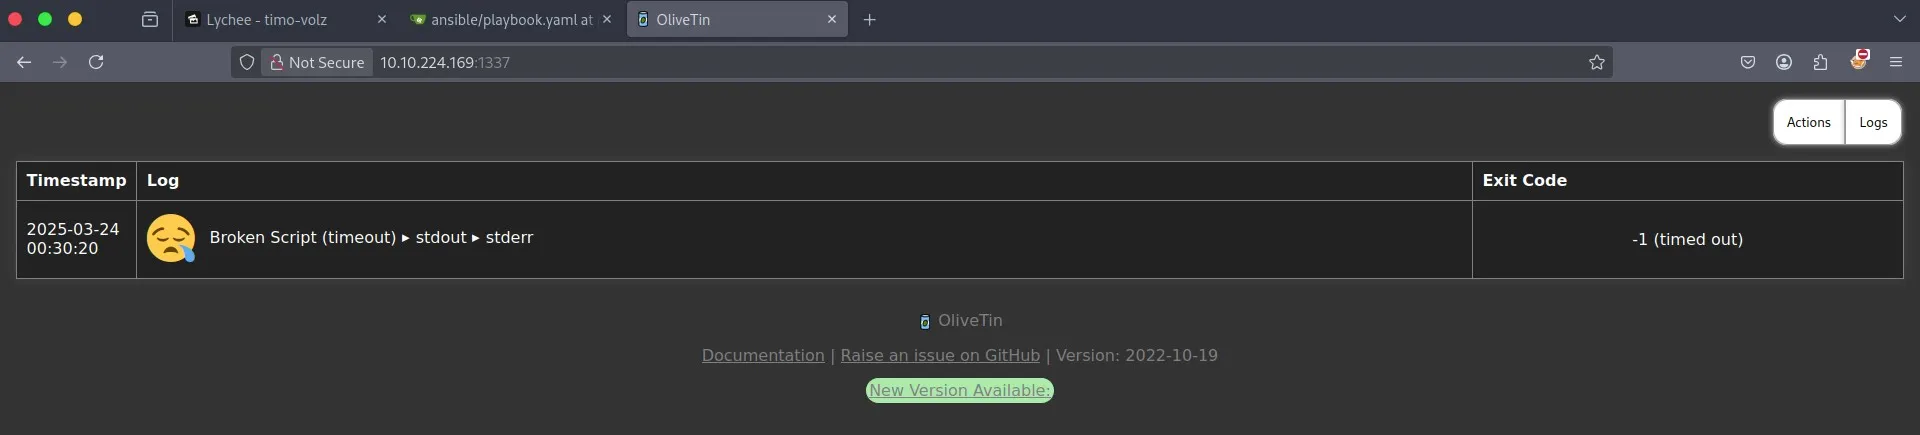 Lychee - timo-volz
ansible/playbook.yaml at
OliveTin
Not Secure 10.10.224.169:1337
Actions Logs
Timestamp Log Exit Code
2025-03-24
00:30:20
Broken Script (timeout) ▸ stdout ▸ stderr
-1 (timed out)
OliveTin
Documentation | Raise an issue on GitHub | Version: 2022-10-19
New Version Available: